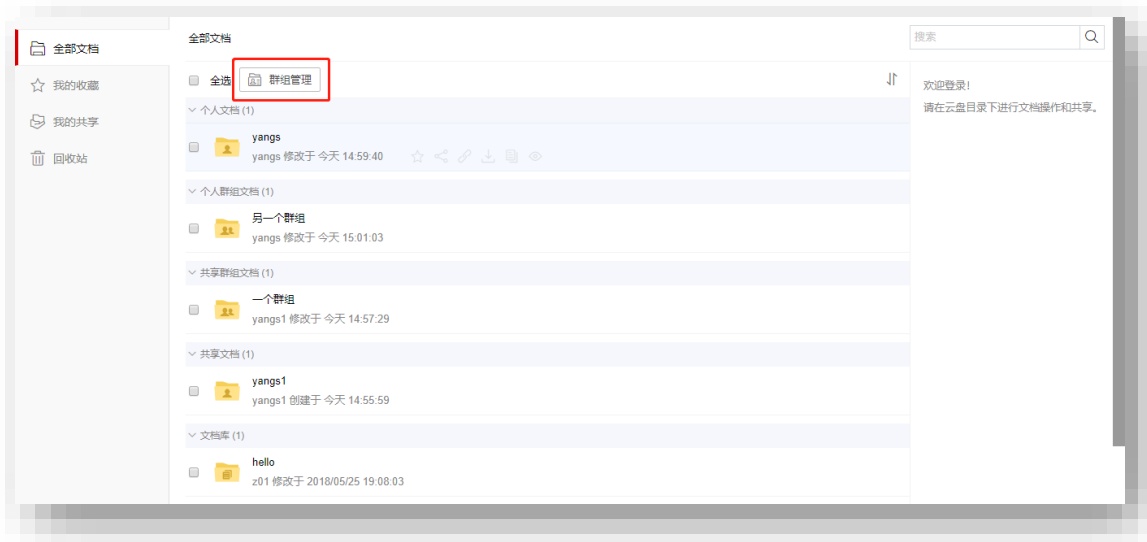 全部文档
我的收藏
我的共享
回收站
全部文档
全选 群组管理
个人文档 (1)
yangs
yangs 修改于 今天 14:59:40
个人群组文档 (1)
另一个群组
yangs 修改于 今天 15:01:03
共享群组文档 (1)
一个群组
yangs1 修改于 今天 14:57:29
共享文档 (1)
yangs1
yangs1 创建于 今天 14:55:59
文档库 (1)
hello
z01 修改于 2018/05/25 19:08:03
搜索
欢迎登录!
请在云盘目录下进行文档操作和共享。